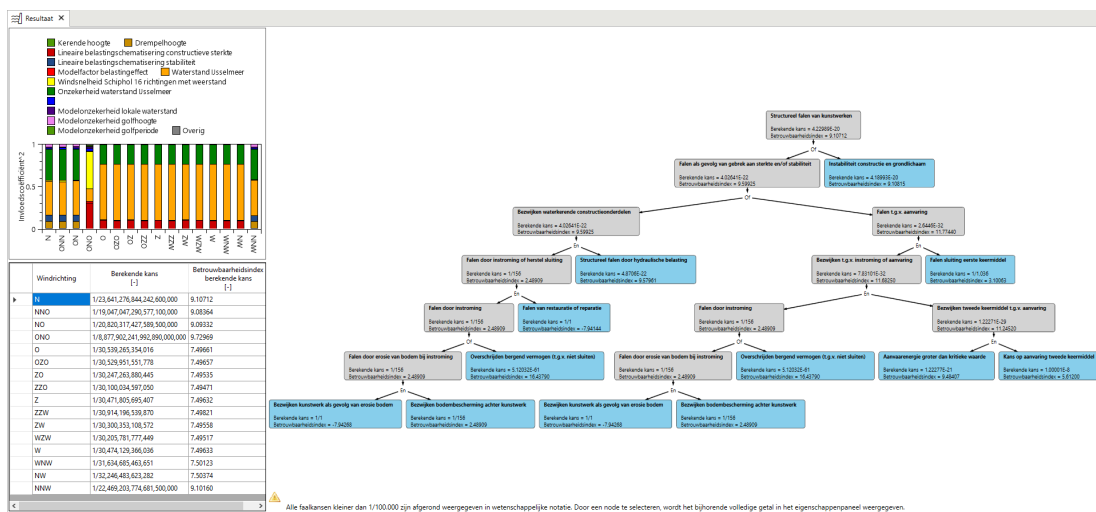 Resultaat
Kerende hoogte Drempelhoogte
Lineaire belastingschematisering constructieve sterkte
Lineaire belastingschematisering stabiliteit
Modelfactor belastingeffect Waterstand IJsselmeer
Windsnelheid Schiphol 16 richtingen met weerstand
Onzekerheid waterstand IJsselmeer
Modelonzekerheid lokale waterstand
Modelonzekerheid golfhoogte
Modelonzekerheid golfperiode Overig
Invloedscoëfficiënt^2
1
0.5
0
N NNO NO ONO O OZO ZO ZZO Z ZZW ZW WZW W WNW NW NNW
Windrichting Berekende kans [-] Betrouwbaarheidsindex berekende kans [-]
N 1/23,641,276,844,242,600,000 9.10712
NNO 1/19,047,047,290,577,100,000 9.08364
NO 1/20,820,317,427,589,500,000 9.09332
ONO 1/8,877,902,241,992,890,000,000 9.72969
O 1/30,539,265,354,016 7.49661
OZO 1/30,529,951,551,778 7.49657
ZO 1/30,247,263,880,445 7.49535
ZZO 1/30,100,034,597,050 7.49471
Z 1/30,471,805,695,407 7.49632
ZZW 1/30,914,196,539,870 7.49821
ZW 1/30,300,353,108,572 7.49558
WZW 1/30,205,781,777,449 7.49517
W 1/30,474,129,366,036 7.49633
WNW 1/31,634,685,463,651 7.50123
NW 1/32,246,483,623,282 7.50374
NNW 1/22,469,203,774,681,500,000 9.10160
Structureel falen van kunstwerken
Berekende kans = 4.22989E-20
Betrouwbaarheidsindex = 9.10712
Of
Falen als gevolg van gebrek aan sterkte en/of stabiliteit
Berekende kans = 4.02641E-22
Betrouwbaarheidsindex = 9.59925
Instabiliteit constructie en grondlichaam
Berekende kans = 4.18993E-20
Betrouwbaarheidsindex = 9.10815
Of
Bezwijken waterkerende constructieonderdelen
Berekende kans = 4.02641E-22
Betrouwbaarheidsindex = 9.59925
Falen t.g.v. aanvaring
Berekende kans = 2.6446E-32
Betrouwbaarheidsindex = 11.77440
En
En
Falen door instroming of herstel sluiting
Berekende kans = 1/156
Betrouwbaarheidsindex = 2.48909
Structureel falen door hydraulische belasting
Berekende kans = 4.8706E-22
Betrouwbaarheidsindex = 9.57961
Bezwijken t.g.v. instroming of aanvaring
Berekende kans = 7.83101E-32
Betrouwbaarheidsindex = 11.68250
Falen sluiting eerste keermiddel
Berekende kans = 1/1,036
Betrouwbaarheidsindex = 3.10063
En
En
Falen door instroming
Berekende kans = 1/156
Betrouwbaarheidsindex = 2.48909
Falen van restauratie of reparatie
Berekende kans = 1/1
Betrouwbaarheidsindex = -7.94144
Falen door instroming
Berekende kans = 1/156
Betrouwbaarheidsindex = 2.48909
Bezwijken tweede keermiddel t.g.v. aanvaring
Berekende kans = 1.22271E-29
Betrouwbaarheidsindex = 11.24520
Of
Of
En
Falen door erosie van bodem bij instroming
Berekende kans = 1/156
Betrouwbaarheidsindex = 2.48909
Overschrijden bergend vermogen (t.g.v. niet sluiten)
Berekende kans = 5.12032E-61
Betrouwbaarheidsindex = 16.43790
Falen door erosie van bodem bij instroming
Berekende kans = 1/156
Betrouwbaarheidsindex = 2.48909
Overschrijden bergend vermogen (t.g.v. niet sluiten)
Berekende kans = 5.12032E-61
Betrouwbaarheidsindex = 16.43790
Aanvaarenergie groter dan kritieke waarde
Berekende kans = 1.22277E-21
Betrouwbaarheidsindex = 9.48407
Kans op aanvaring tweede keermiddel
Berekende kans = 1.00001E-8
Betrouwbaarheidsindex = 5.61200
En
En
Bezwijken kunstwerk als gevolg van erosie bodem
Berekende kans = 1/1
Betrouwbaarheidsindex = -7.94288
Bezwijken bodembescherming achter kunstwerk
Berekende kans = 1/156
Betrouwbaarheidsindex = 2.48909
Bezwijken kunstwerk als gevolg van erosie bodem
Berekende kans = 1/1
Betrouwbaarheidsindex = -7.94288
Bezwijken bodembescherming achter kunstwerk
Berekende kans = 1/156
Betrouwbaarheidsindex = 2.48909
Alle faalkansen kleiner dan 1/100.000 zijn afgerond weergegeven in wetenschappelijke notatie. Door een node te selecteren, wordt het bijhorende volledige getal in het eigenschappenpaneel weergegeven.